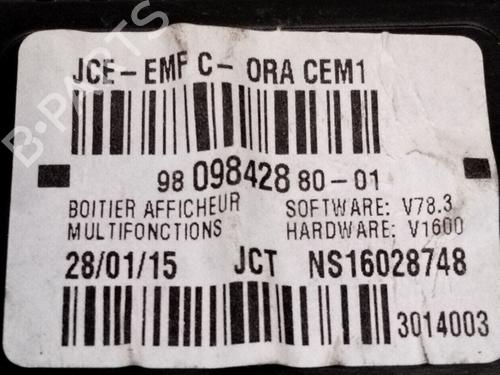 JCE-EMF C- ORA CEM1
98 098428 80-01
BOITIER AFFICHEUR SOFTWARE: V78.3
MULTIFONCTIONS HARDWARE: V1600
28/01/15 JCT NS16028748
3014003
B-PARTS